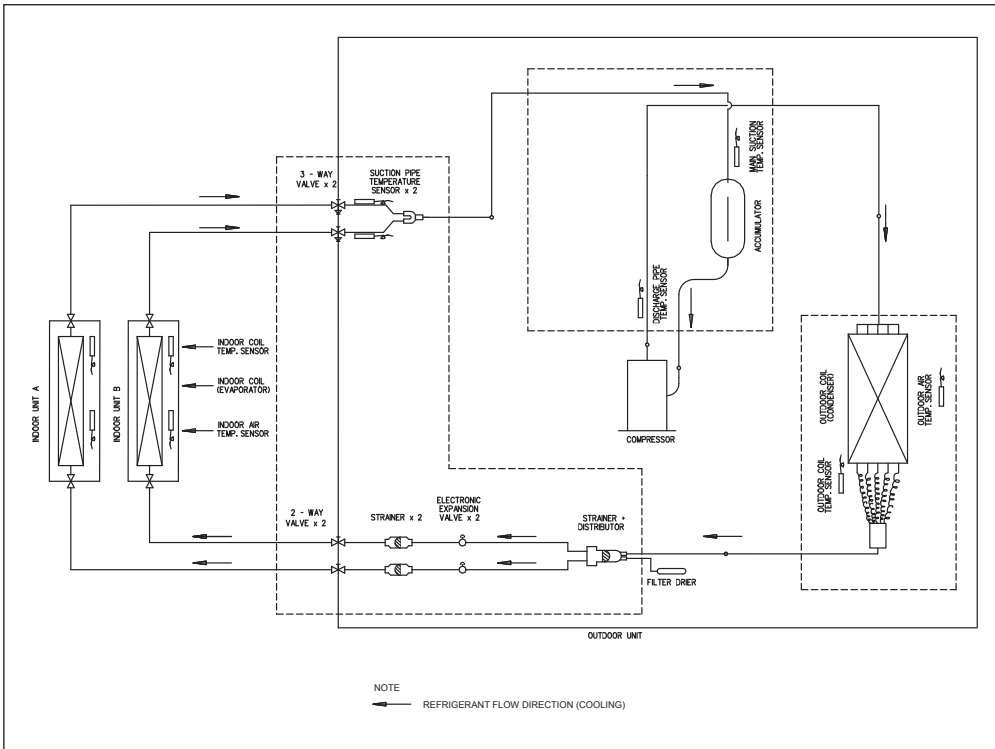 3 - WAY
VALVE x 2
SUCTION PIPE
TEMPERATURE
SENSOR x 2
MAIN SUCTION
TEMP. SENSOR
ACCUMULATOR
DISCHARGE PIPE
TEMP. SENSOR
COMPRESSOR
OUTDOOR COIL
(CONDENSER)
OUTDOOR AIR
TEMP. SENSOR
OUTDOOR COIL
TEMP. SENSOR
INDOOR UNIT A
INDOOR UNIT B
INDOOR COIL
TEMP. SENSOR
INDOOR COIL
(EVAPORATOR)
INDOOR AIR
TEMP. SENSOR
2 - WAY
VALVE x 2
STRAINER x 2
ELECTRONIC
EXPANSION
VALVE x 2
STRAINER +
DISTRIBUTOR
FILTER DRIER
OUTDOOR UNIT
NOTE
REFRIGERANT FLOW DIRECTION (COOLING)